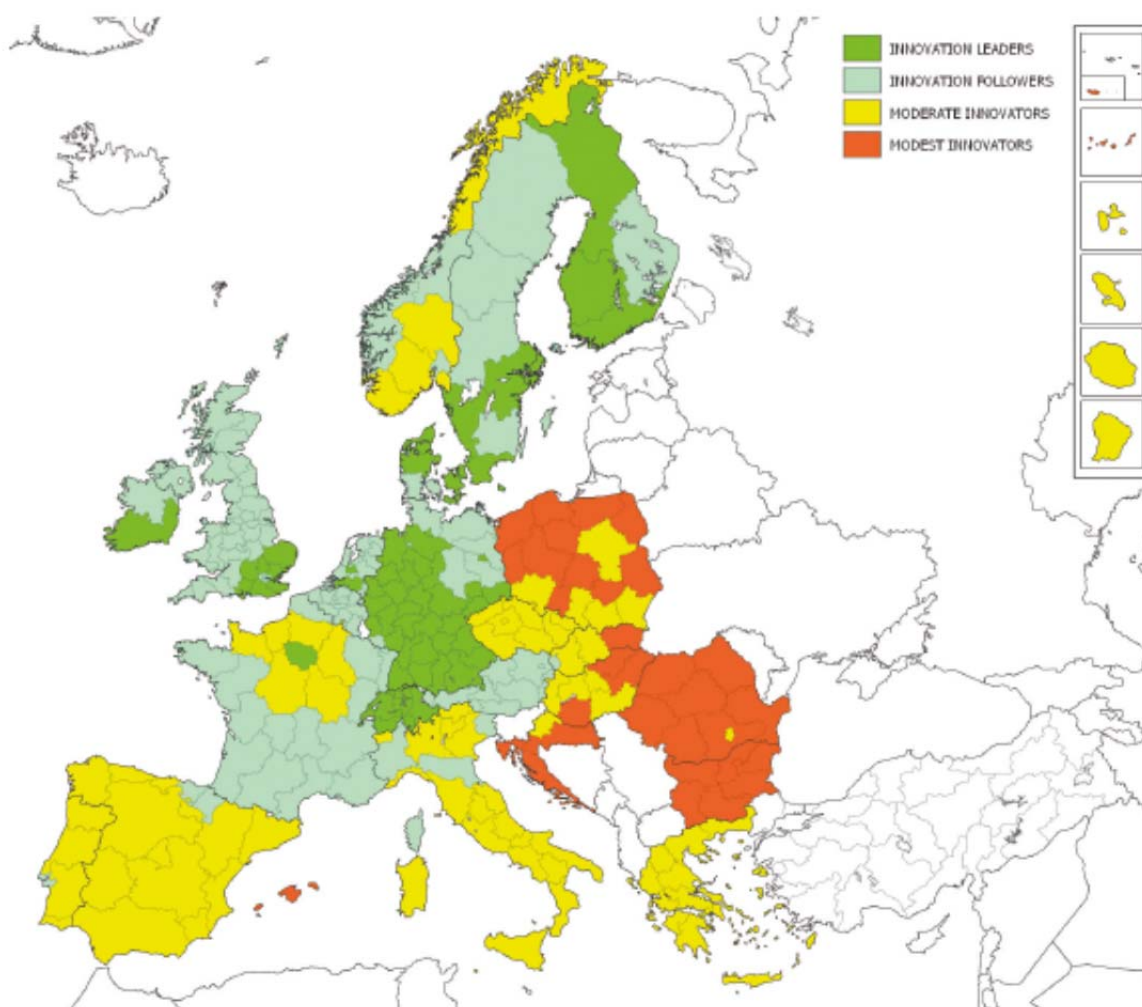 INNOVATION LEADERS
INNOVATION FOLLOWERS
MODERATE INNOVATORS
MODEST INNOVATORS